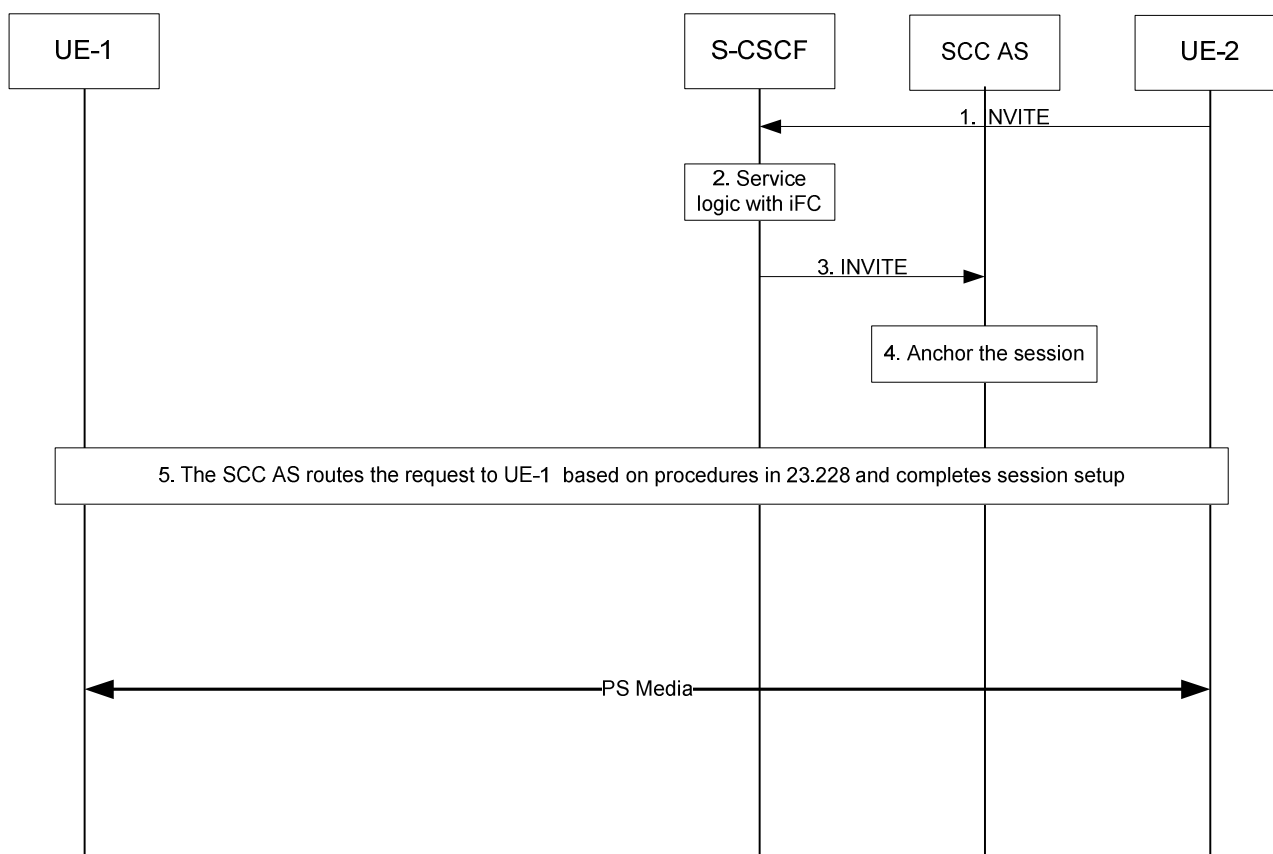 UE-1
S-CSCF
SCC AS
UE-2
1. NVITE
2. Service
logic with iFC
3. INVITE
4. Anchor the session
5. The SCC AS routes the request to UE-1 based on procedures in 23.228 and completes session setup
PS Media